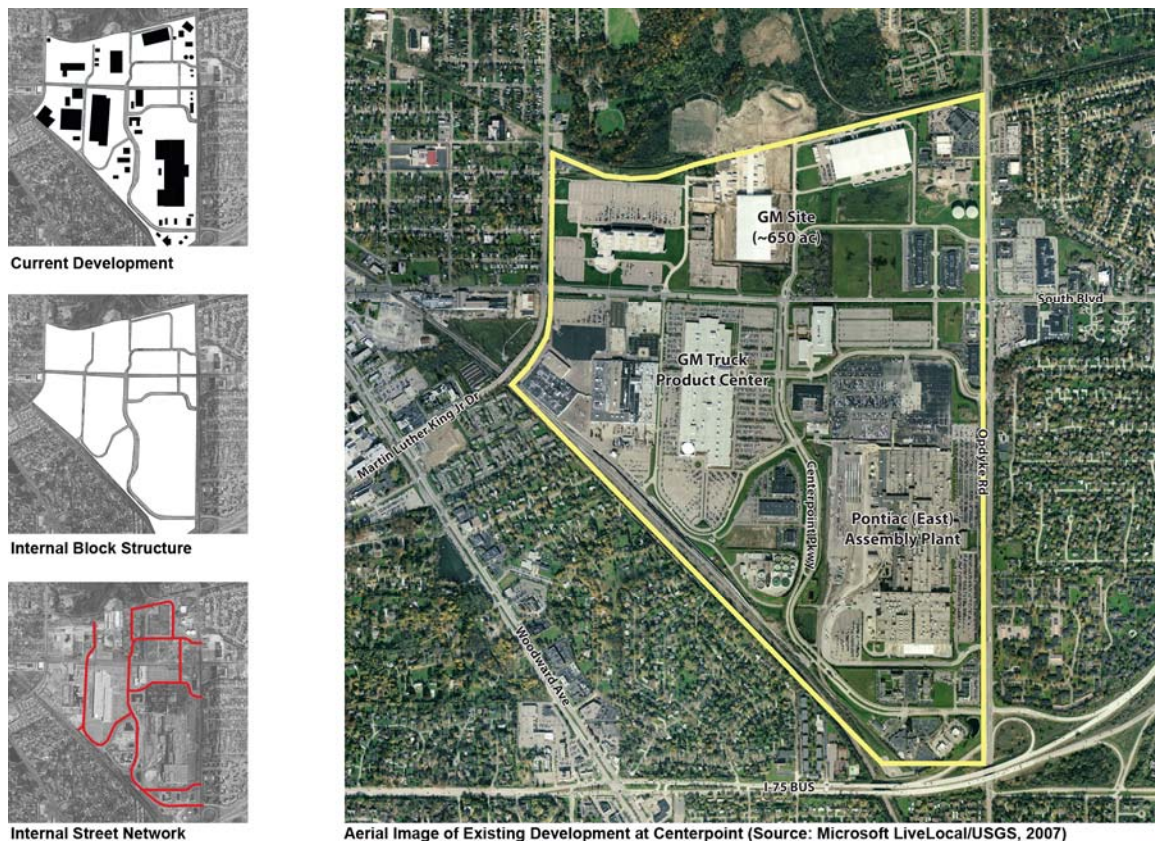 Current Development
Internal Block Structure
Internal Street Network
GM Site
(~650 ac)
South Blvd
GM Truck
Product Center
Martin Luther King Jr Dr
Opdyke Rd
Centerpoint Pkwy
Pontiac (East)
Assembly Plant
Woodward Ave
I-75 BUS
Aerial Image of Existing Development at Centerpoint (Source: Microsoft LiveLocal/USGS, 2007)